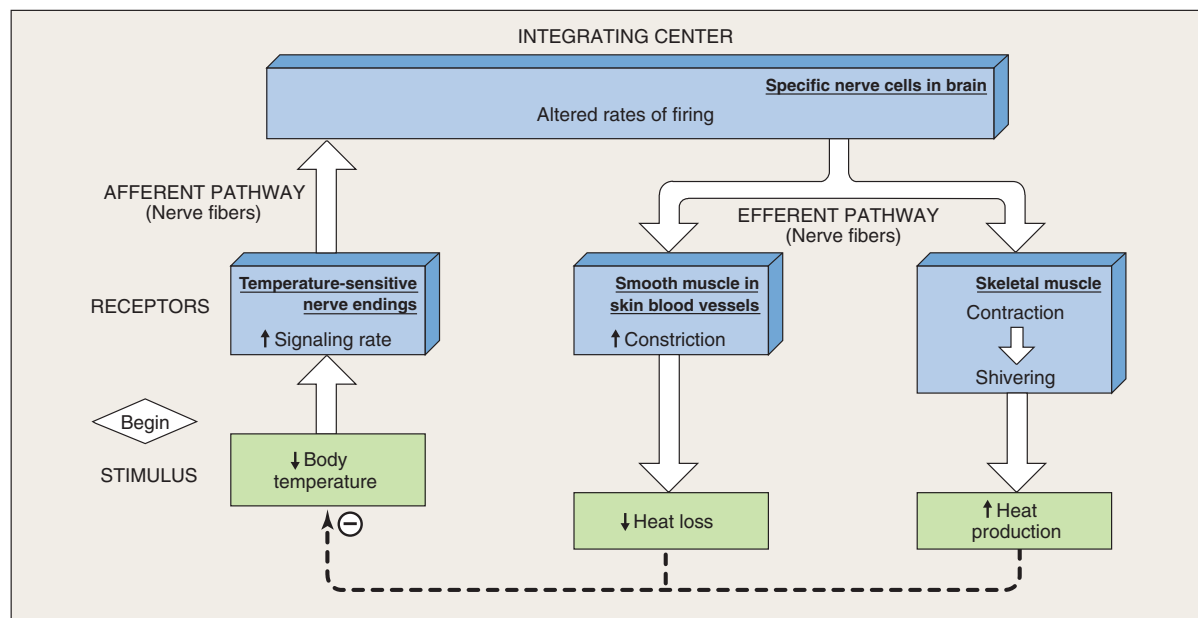 INTEGRATING CENTER
Specific nerve cells in brain
Altered rates of firing
AFFERENT PATHWAY
(Nerve fibers)
EFFERENT PATHWAY
(Nerve fibers)
RECEPTORS
Temperature-sensitive
nerve endings
↑ Signaling rate
Smooth muscle in
skin blood vessels
↑ Constriction
Skeletal muscle
Contraction
Shivering
Begin
STIMULUS
↓ Body
temperature
↓ Heat loss
↑ Heat
production
−